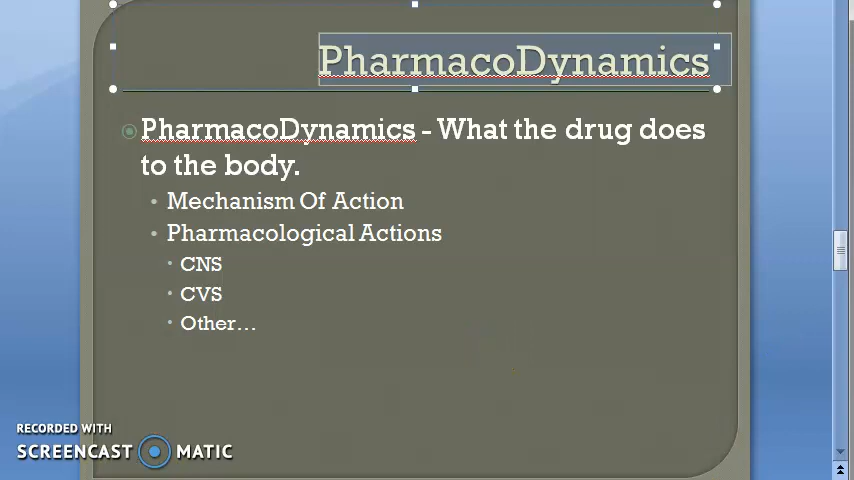 PharmacoDynamics
PharmacoDynamics - What the drug does
to the body.
Mechanism Of Action
Pharmacological Actions
CNS
CVS
Other...
RECORDED WITH
SCREENCAST MATIC